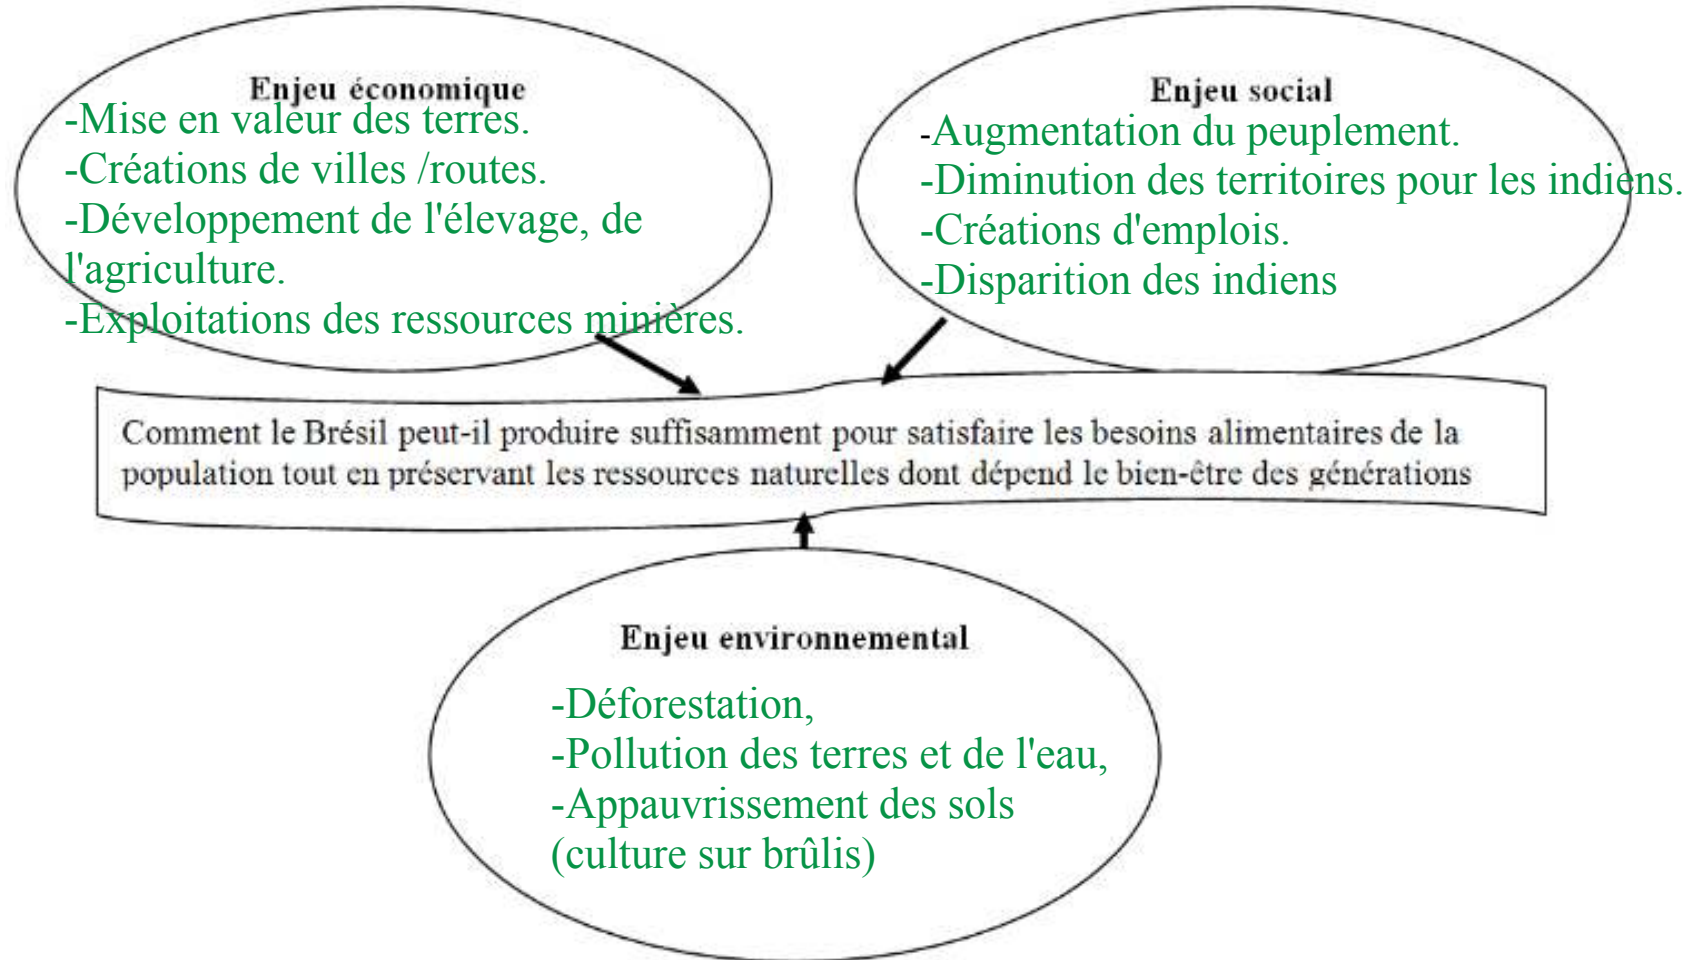 Enjeu économique
-Mise en valeur des terres.
-Créations de villes /routes.
-Développement de l'élevage, de
l'agriculture.
-Exploitations des ressources minières.
Enjeu social
-Augmentation du peuplement.
-Diminution des territoires pour les indiens.
-Créations d'emplois.
-Disparition des indiens
Comment le Brésil peut-il produire suffisamment pour satisfaire les besoins alimentaires de la
population tout en préservant les ressources naturelles dont dépend le bien-être des générations
Enjeu environnemental
-Déforestation,
-Pollution des terres et de l'eau,
-Appauvrissement des sols
(culture sur brûlis)